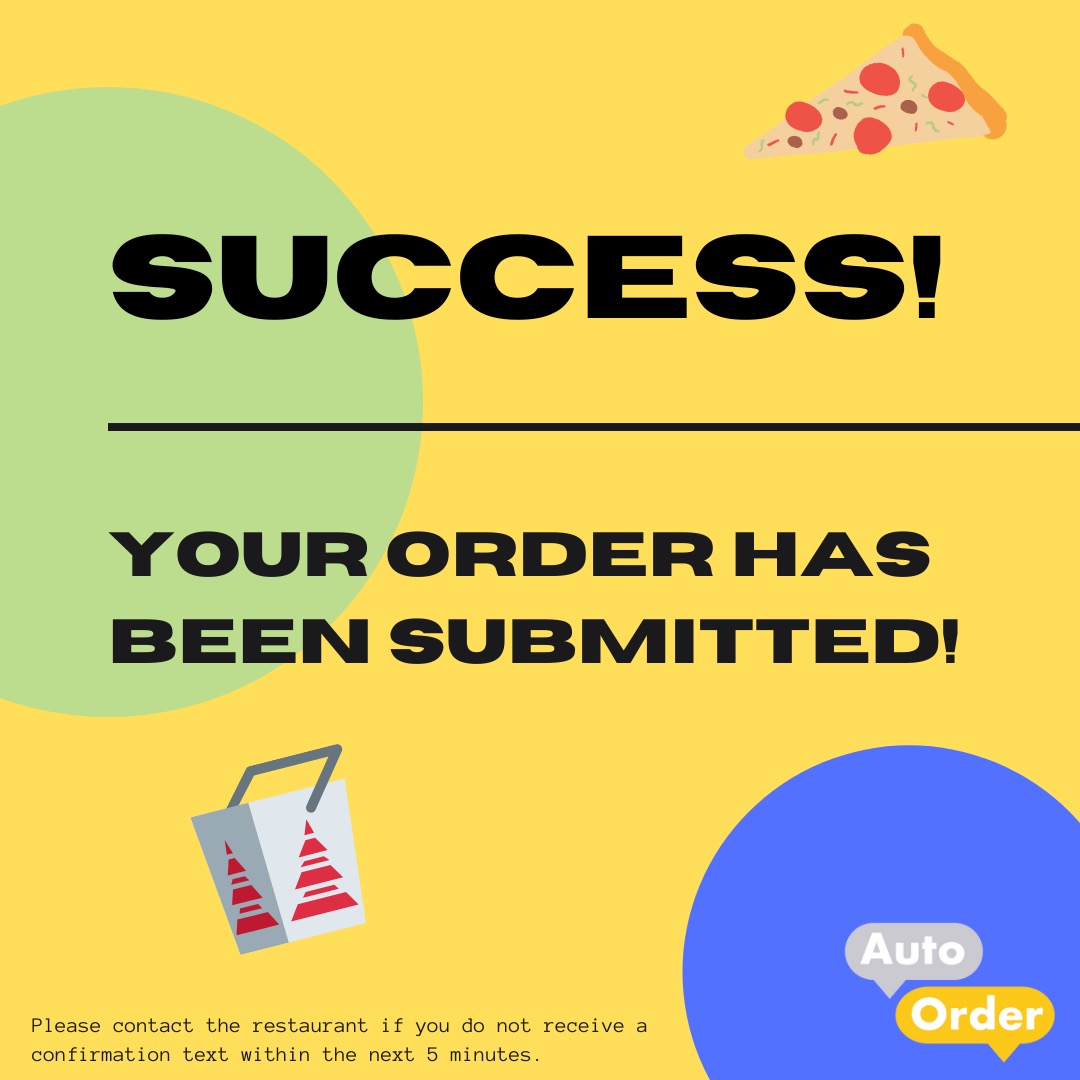 SUCCESS!
YOUR ORDER HAS
BEEN SUBMITTED!
Please contact the restaurant if you do not receive a
confirmation text within the next 5 minutes.
Auto
Order